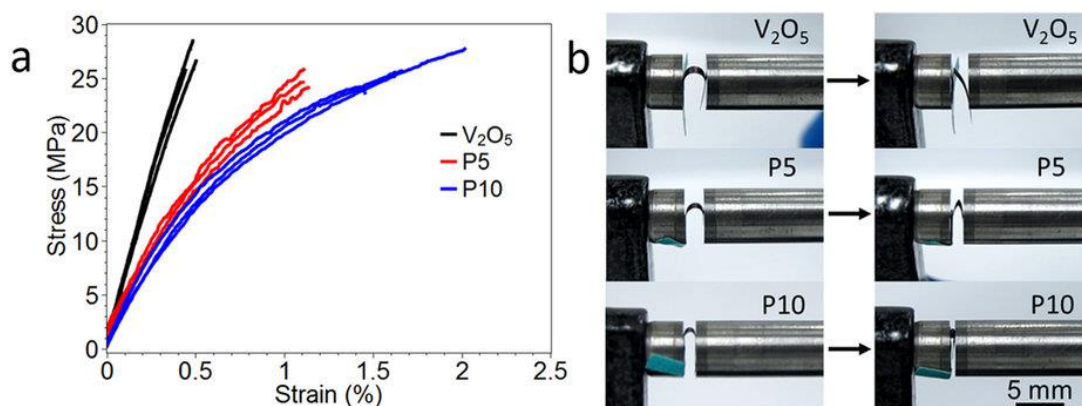 a
30
25
20
15
10
5
0
Stress (MPa)
0 0.5 1 1.5 2 2.5
Strain (%)
V₂O₅
P5
P10
b
V₂O₅ V₂O₅
P5 P5
P10 P10
5 mm